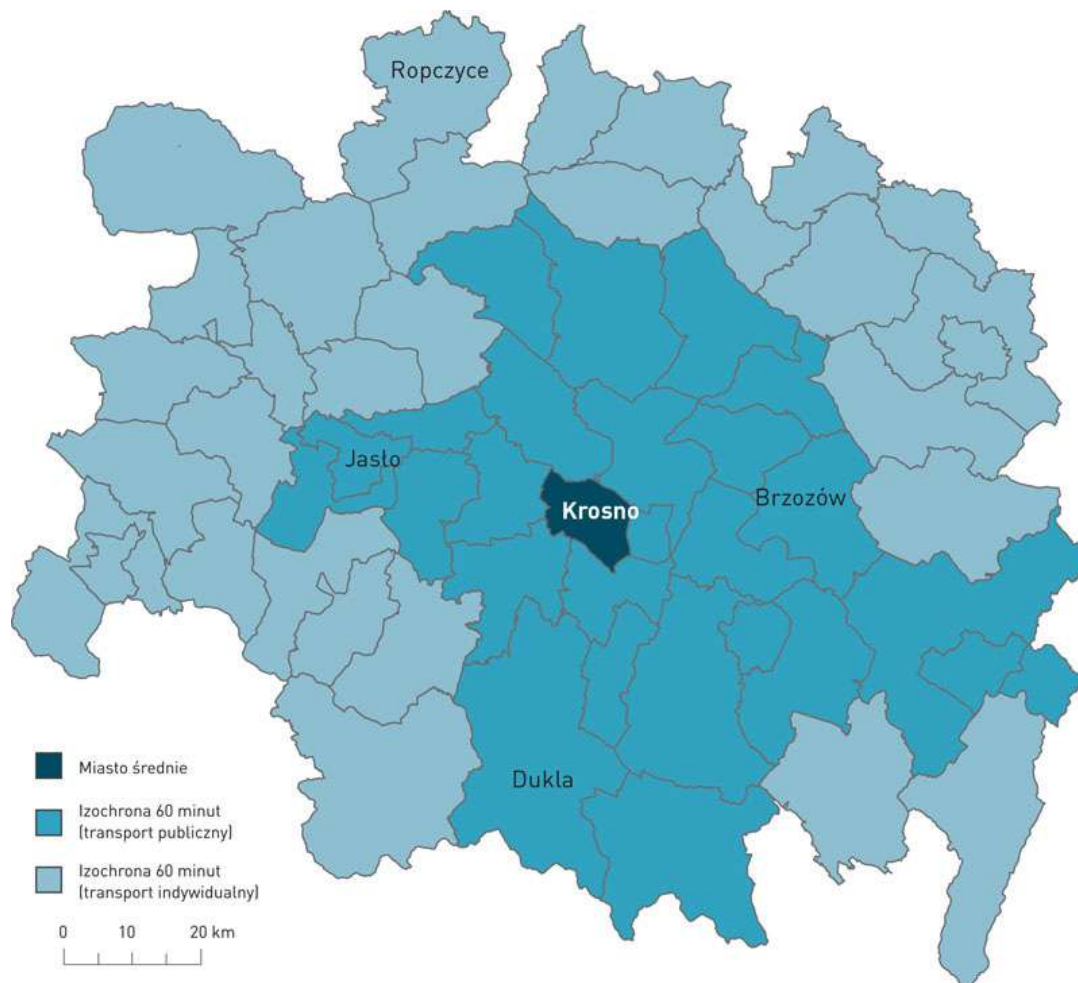 Ropczyce
Jasło
Krosno
Brzozów
Dukla
Miasto średnie
Izochrona 60 minut
(transport publiczny)
Izochrona 60 minut
(transport indywidualny)
0 10 20 km